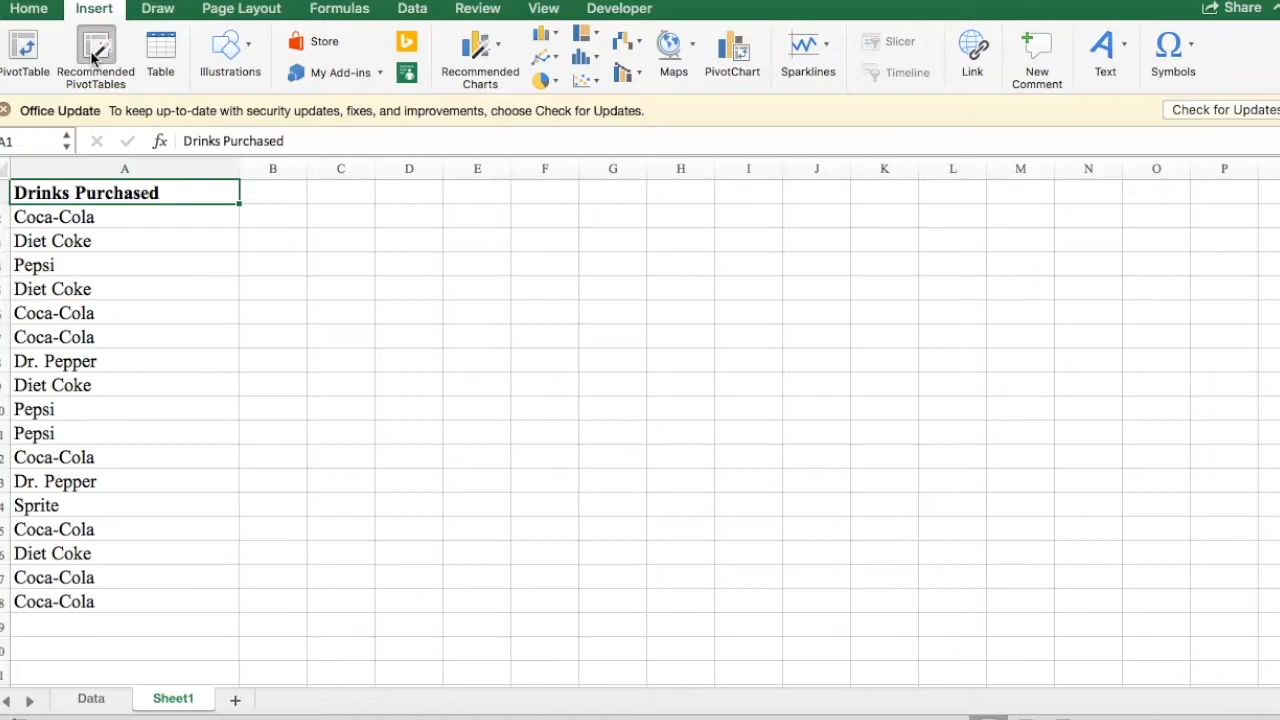 Home Insert Draw Page Layout Formulas Data Review View Developer Share
PivotTable Recommended PivotTables Table Illustrations Store My Add-ins Recommended Charts Maps PivotChart Sparklines Slicer Timeline Link New Comment Text Symbols
Office Update To keep up-to-date with security updates, fixes, and improvements, choose Check for Updates. Check for Updates
A1 fx Drinks Purchased
A B C D E F G H I J K L M N O P
Drinks Purchased
Coca-Cola
Diet Coke
Pepsi
Diet Coke
Coca-Cola
Coca-Cola
Dr. Pepper
Diet Coke
Pepsi
Pepsi
Coca-Cola
Dr. Pepper
Sprite
Coca-Cola
Diet Coke
Coca-Cola
Coca-Cola
Data Sheet1 +